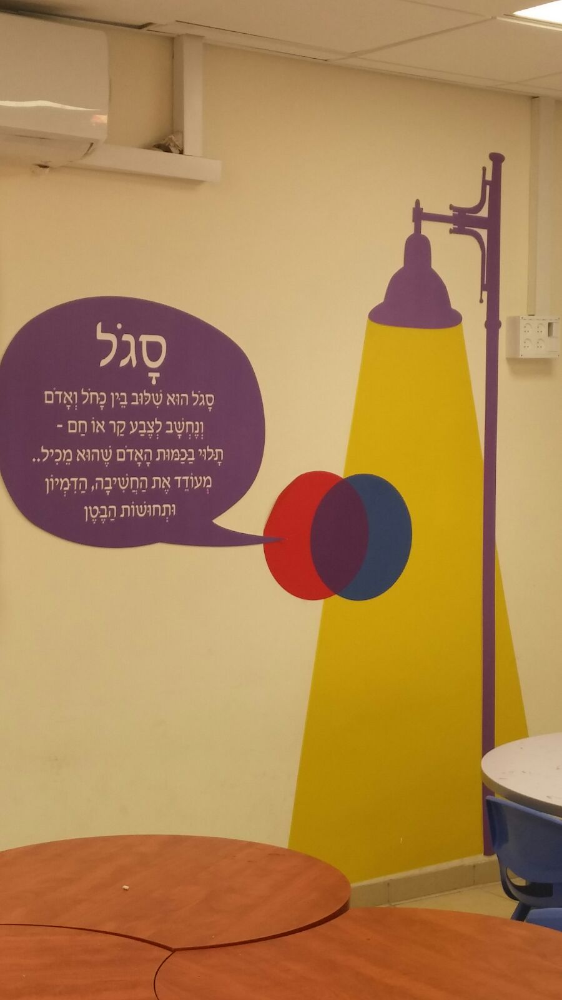 סָגֹל
סָגֹל הוּא שִׁלּוּב בֵּין כָּחֹל וְאָדֹם
וְנֶחְשָׁב לְצֶבַע קַר אוֹ חַם -
תָלוּי בַּכַּמּוּת הָאָדֹם שֶׁהוּא מֵכִיל..
מְעוֹדֵד אֶת הַחֲשִׁיבָה, הַדִּמְיוֹן
וּתְחוּשׁוֹת הַבֶּטֶן